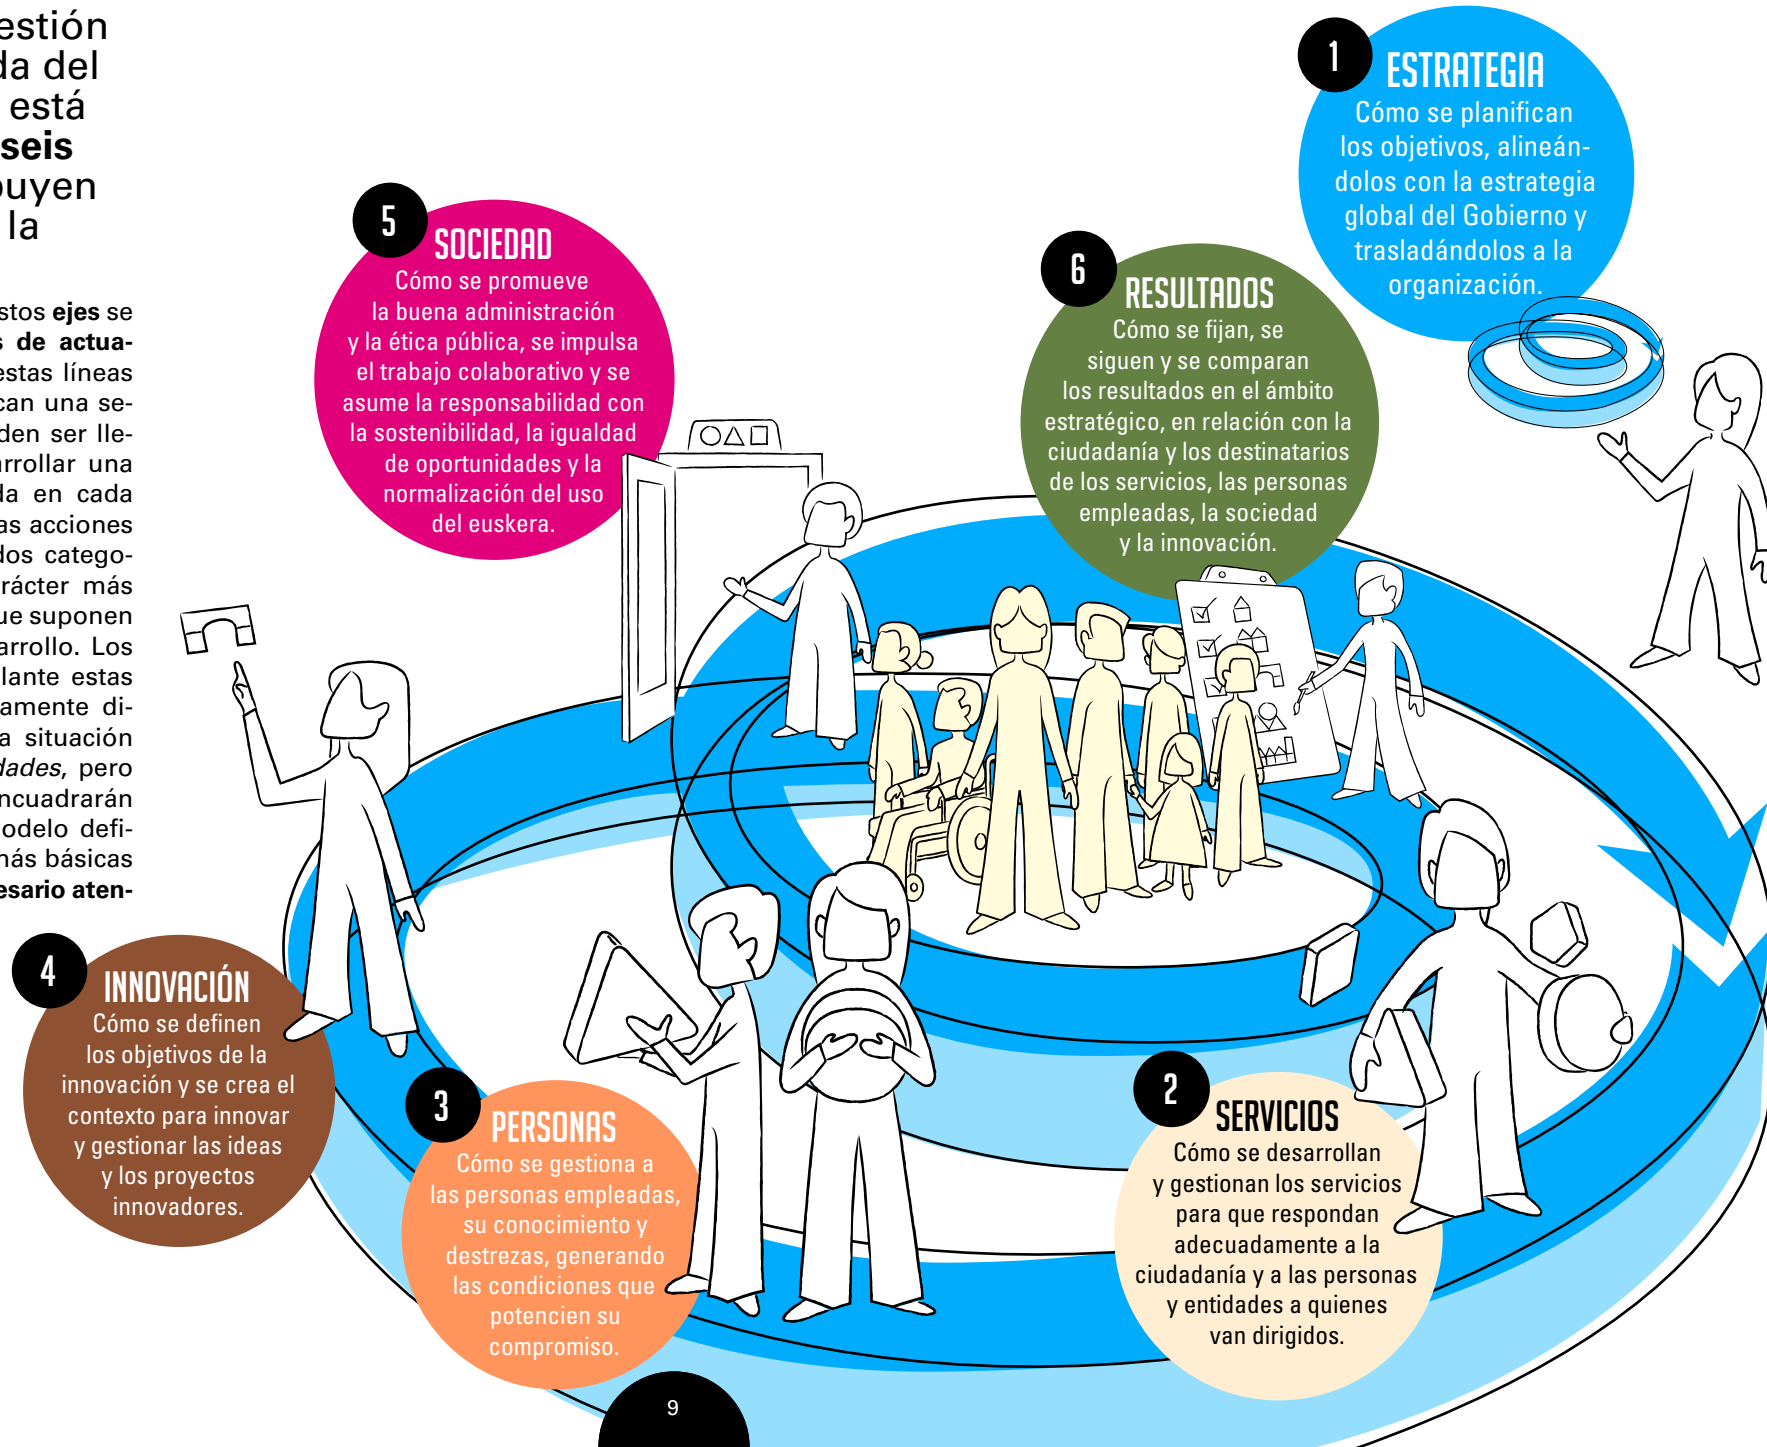 estión
da del
está
seis
buyen
la
stos ejes se
s de actua-
estas líneas
can una se-
den ser lle-
arrollar una
da en cada
as acciones
dos catego-
rácter más
que suponen
arrollo. Los
lante estas
amente di-
a situación
dades, pero
ncuadrarán
odelo defi-
más básicas
esario aten-
1
ESTRATEGIA
Cómo se planifican
los objetivos, alineán-
dolos con la estrategia
global del Gobierno y
trasladándolos a la
organización.
5
SOCIEDAD
Cómo se promueve
la buena administración
y la ética pública, se impulsa
el trabajo colaborativo y se
asume la responsabilidad con
la sostenibilidad, la igualdad
de oportunidades y la
normalización del uso
del euskera.
6
RESULTADOS
Cómo se fijan, se
siguen y se comparan
los resultados en el ámbito
estratégico, en relación con la
ciudadanía y los destinatarios
de los servicios, las personas
empleadas, la sociedad
y la innovación.
4
INNOVACIÓN
Cómo se definen
los objetivos de la
innovación y se crea el
contexto para innovar
y gestionar las ideas
y los proyectos
innovadores.
3
PERSONAS
Cómo se gestiona a
las personas empleadas,
su conocimiento y
destrezas, generando
las condiciones que
potencien su
compromiso.
2
SERVICIOS
Cómo se desarrollan
y gestionan los servicios
para que respondan
adecuadamente a la
ciudadanía y a las personas
y entidades a quienes
van dirigidos.
9